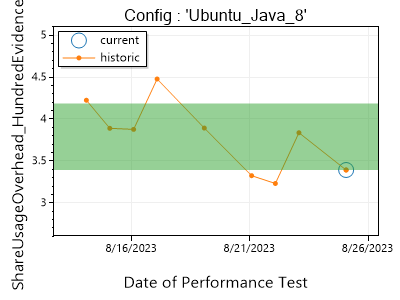 Config : 'Ubuntu_Java_8'
ShareUsageOverhead_HundredEvidence
current
historic
5
4.5
4
3.5
3
8/16/2023
8/21/2023
8/26/2023
Date of Performance Test